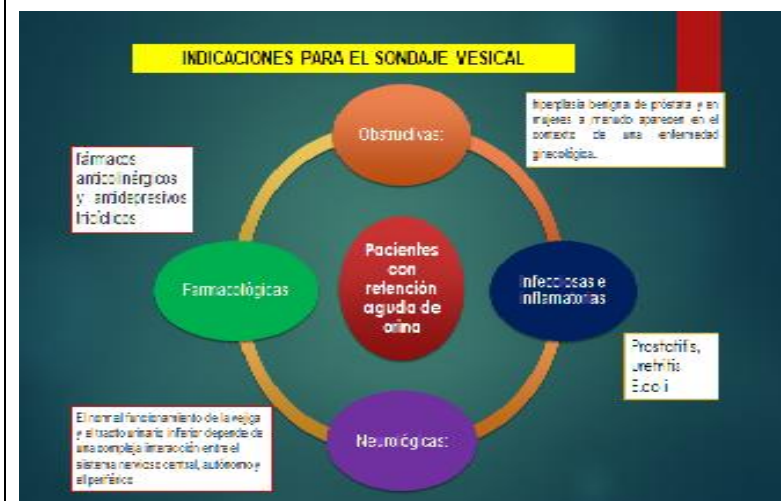 INDICACIONES PARA EL SONDAJE VESICAL
Obstructivas:
hiperplasia benigna de próstata y en
mujeres a menudo aparecen en el
contexto de una enfermedad
ginecológica.
fármacos
anticolinérgicos
y antidepresivos
tricíclicos
Farmacológicas
Pacientes
con
retención
aguda de
orina
Infecciosas e
inflamatorias
Prostatitis,
uretritis
E.coli
El normal funcionamiento de la vejiga
y el tracto urinario inferior depende de
una compleja interacción entre el
sistema nervioso central, autónomo y
el periférico
Neurológicas: